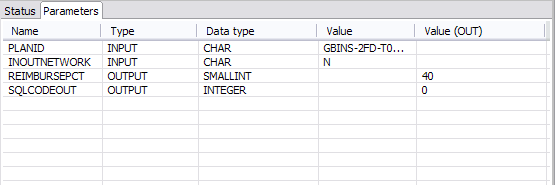 Status Parameters
Name Type Data type Value Value (OUT)
PLANID INPUT CHAR GBINS-2FD-T0...
INOUTNETWORK INPUT CHAR N
REIMBURSEPCT OUTPUT SMALLINT 40
SQLCODEOUT OUTPUT INTEGER 0